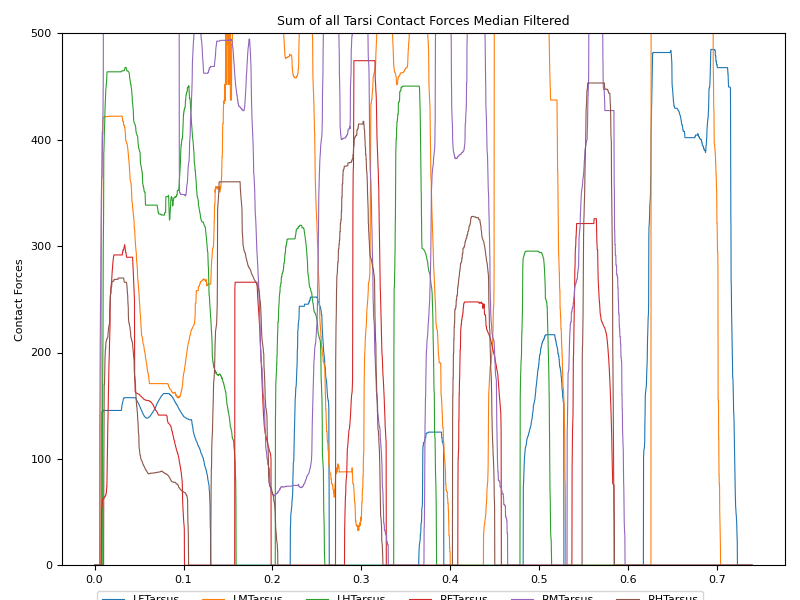 Sum of all Tarsi Contact Forces Median Filtered
500
400
300
200
100
0
Contact Forces
0.0 0.1 0.2 0.3 0.4 0.5 0.6 0.7
LFTarsus LMTarsus LHTarsus RFTarsus RMTarsus RHTarsus